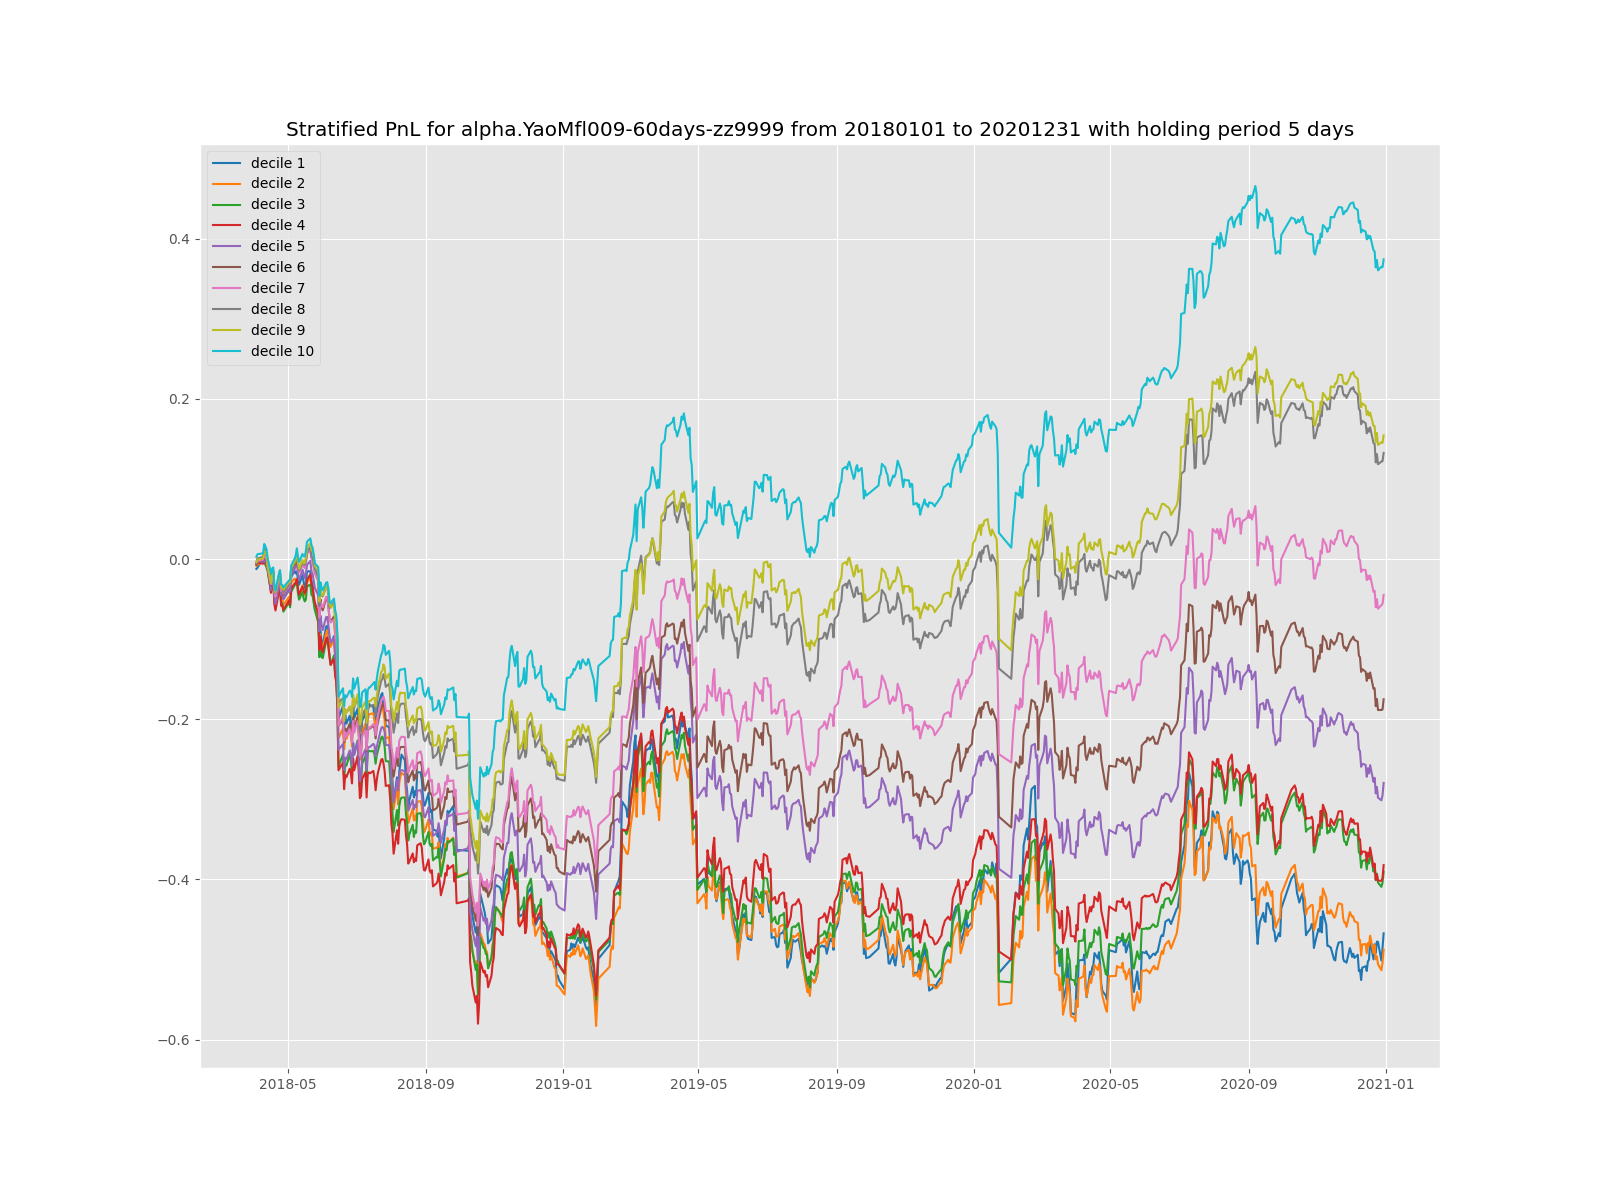 Stratified PnL for alpha.YaoMfl009-60days-zz9999 from 20180101 to 20201231 with holding period 5 days
decile 1
decile 2
decile 3
decile 4
decile 5
decile 6
decile 7
decile 8
decile 9
decile 10
0.4
0.2
0.0
−0.2
−0.4
−0.6
2018-05
2018-09
2019-01
2019-05
2019-09
2020-01
2020-05
2020-09
2021-01